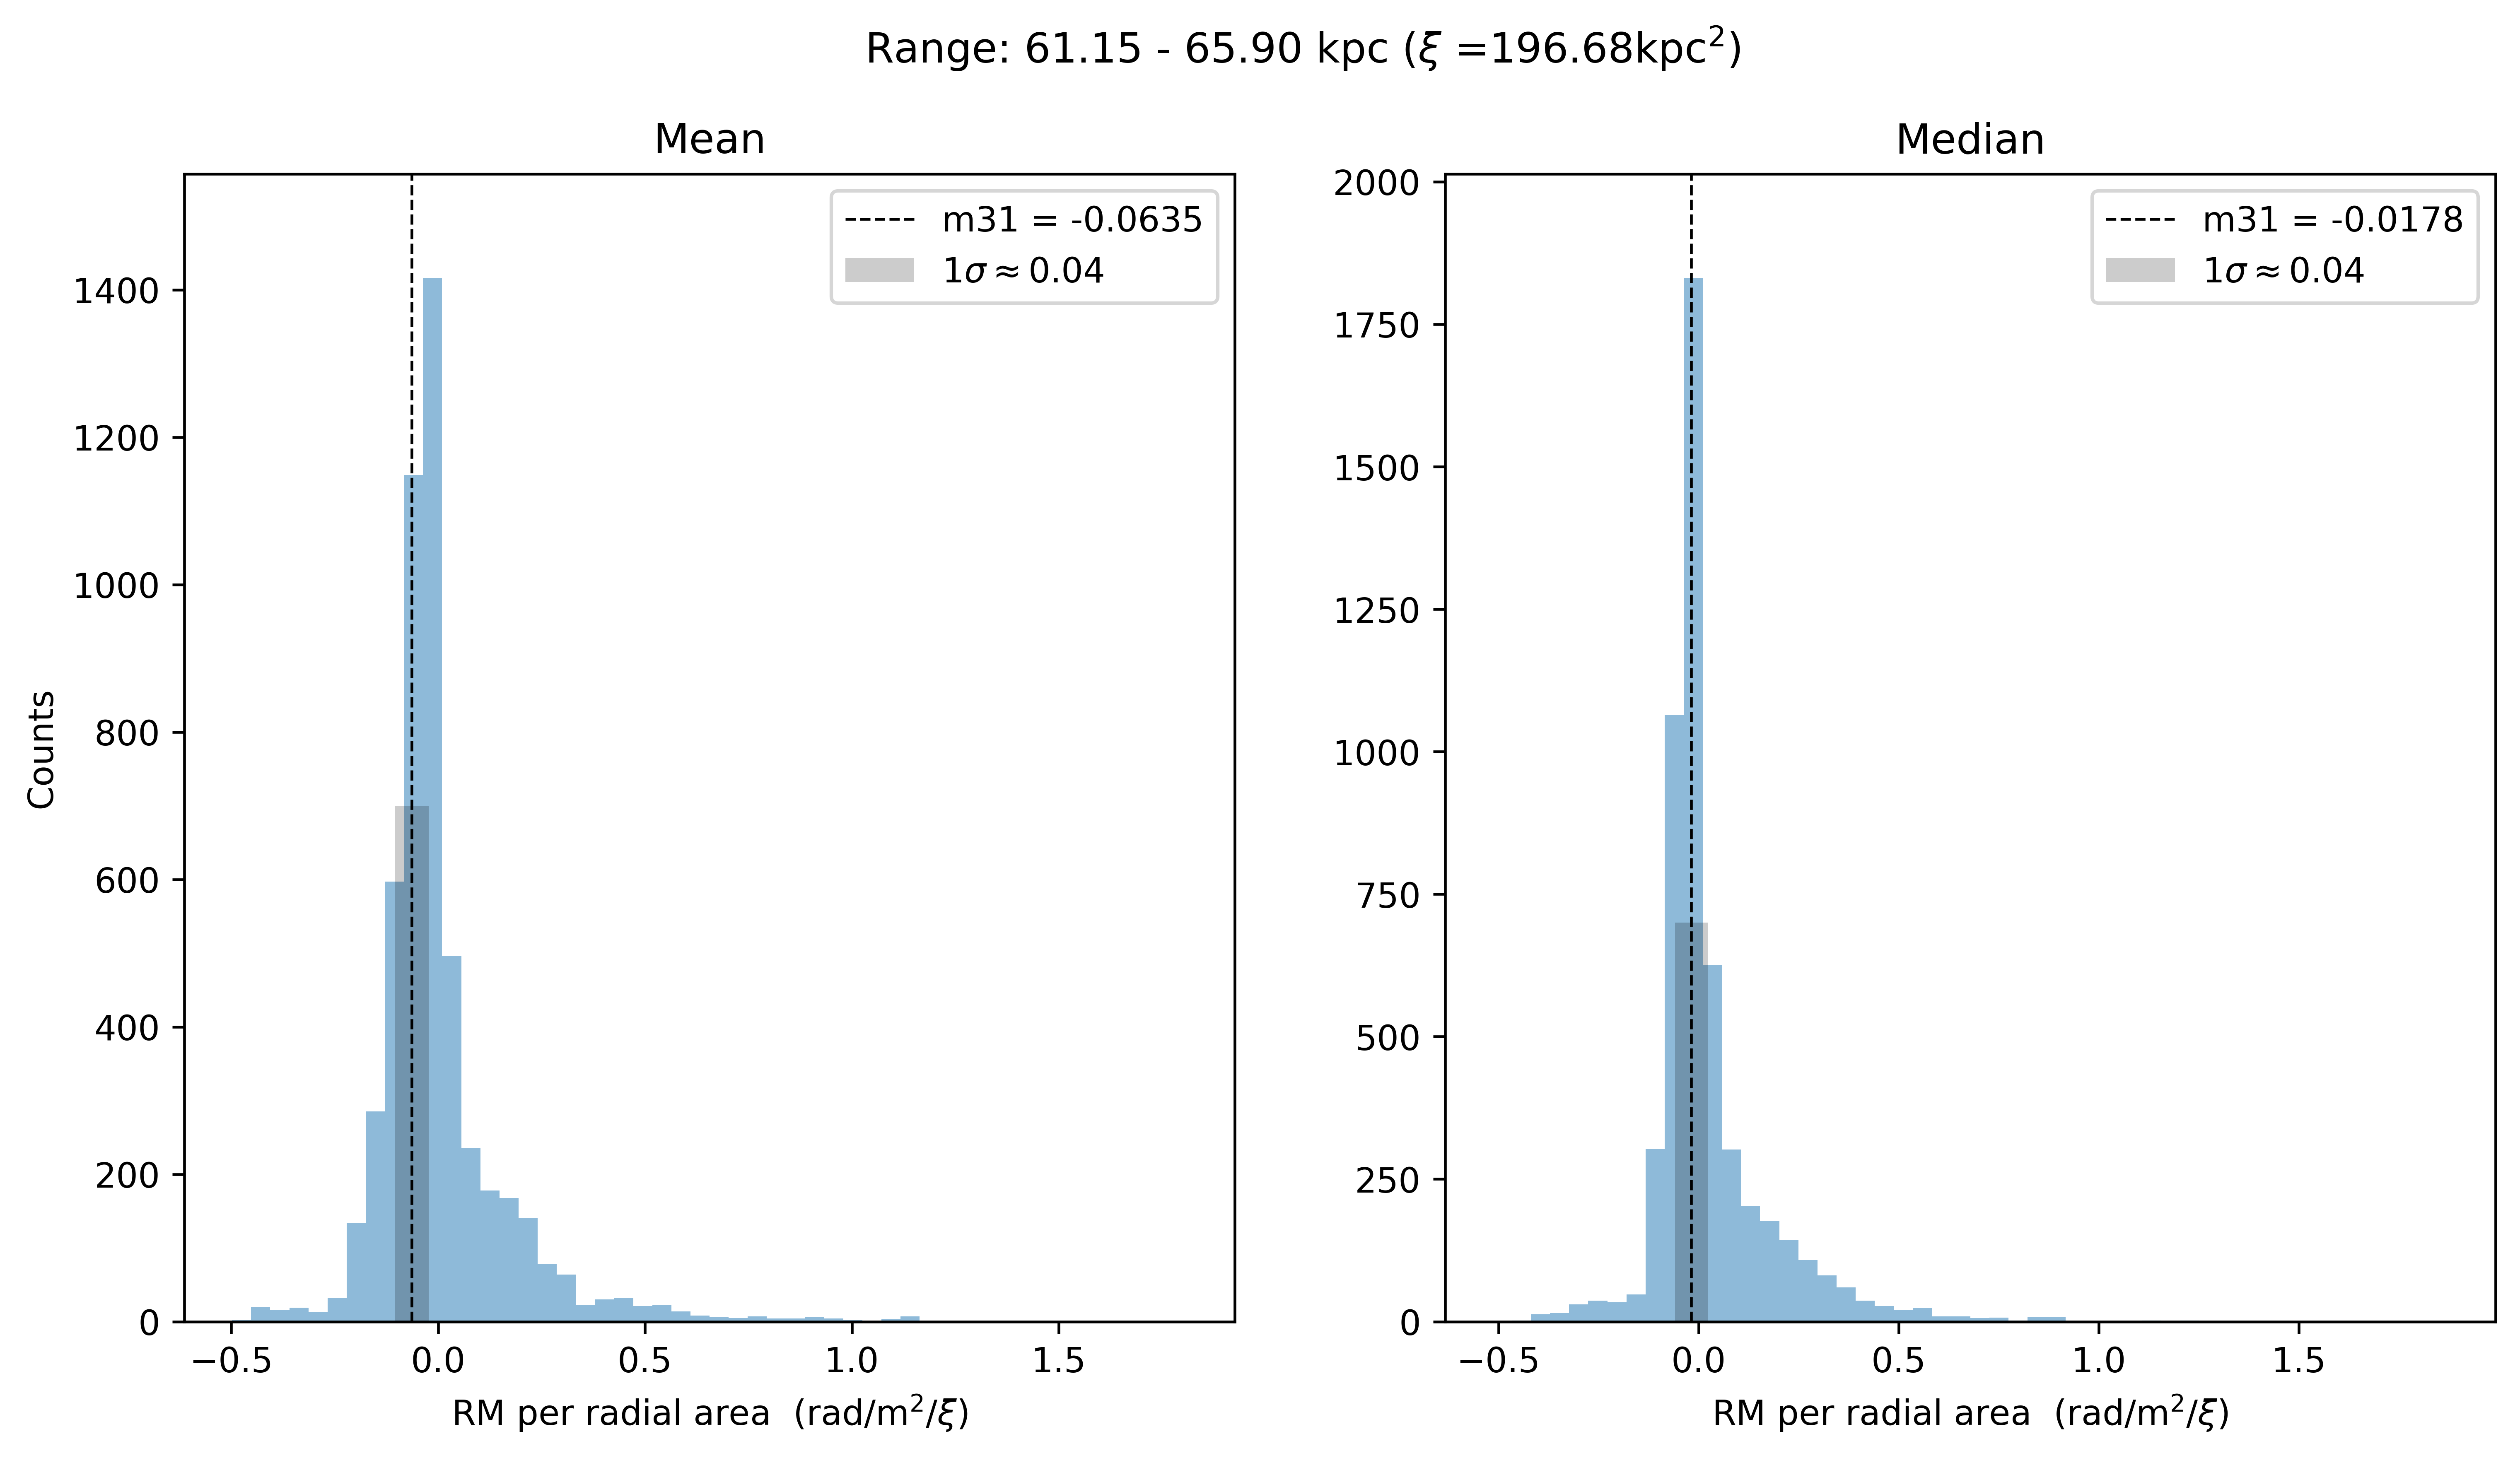 Range: 61.15 - 65.90 kpc (ξ =196.68kpc²)
Mean
m31 = -0.0635
1σ ≈ 0.04
1400
1200
1000
800
600
400
200
0
Counts
−0.5 0.0 0.5 1.0 1.5
RM per radial area (rad/m²/ξ)
Median
m31 = -0.0178
1σ ≈ 0.04
2000
1750
1500
1250
1000
750
500
250
0
−0.5 0.0 0.5 1.0 1.5
RM per radial area (rad/m²/ξ)